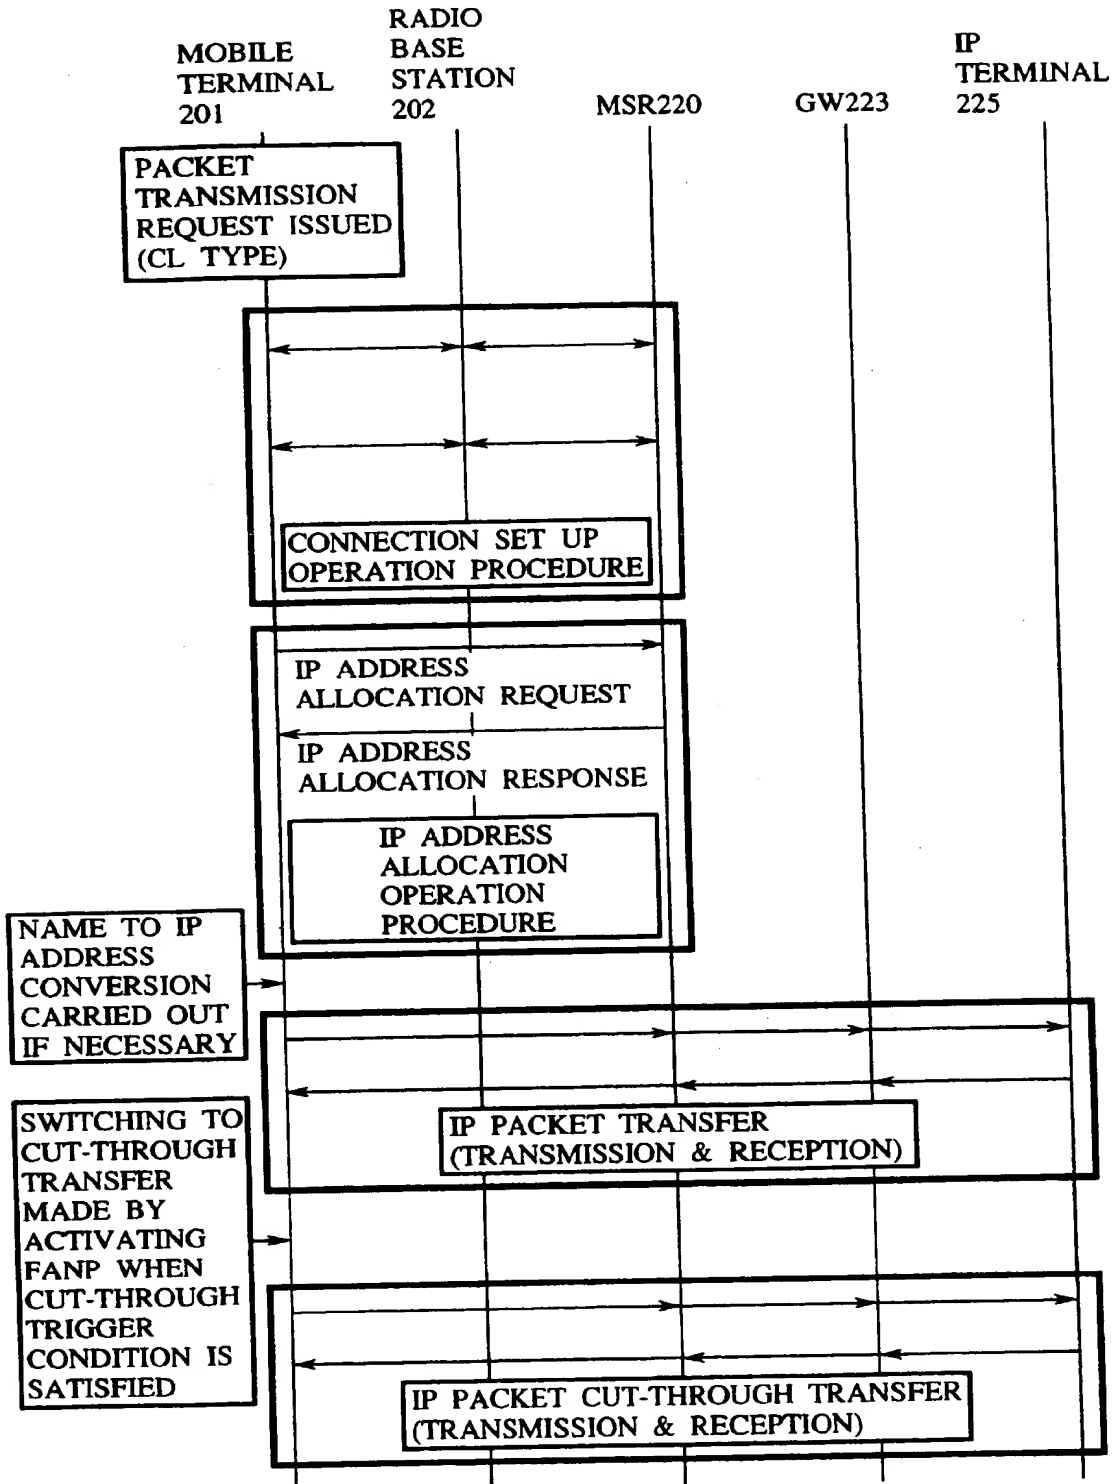 MOBILE
TERMINAL
201
RADIO
BASE
STATION
202
MSR220
GW223
IP
TERMINAL
225
PACKET
TRANSMISSION
REQUEST ISSUED
(CL TYPE)
CONNECTION SET UP
OPERATION PROCEDURE
IP ADDRESS
ALLOCATION REQUEST
IP ADDRESS
ALLOCATION RESPONSE
IP ADDRESS
ALLOCATION
OPERATION
PROCEDURE
NAME TO IP
ADDRESS
CONVERSION
CARRIED OUT
IF NECESSARY
IP PACKET TRANSFER
(TRANSMISSION & RECEPTION)
SWITCHING TO
CUT-THROUGH
TRANSFER
MADE BY
ACTIVATING
FANP WHEN
CUT-THROUGH
TRIGGER
CONDITION IS
SATISFIED
IP PACKET CUT-THROUGH TRANSFER
(TRANSMISSION & RECEPTION)